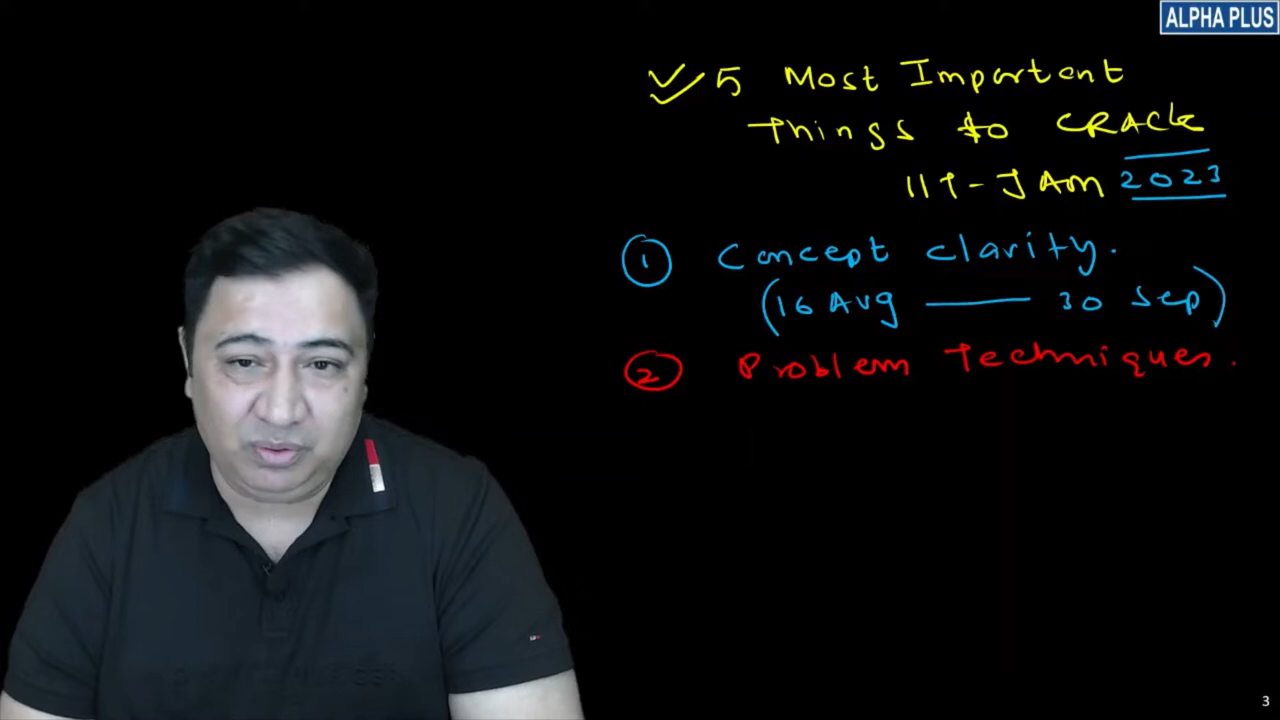 ALPHA PLUS
5 Most Important
Things to CRACK
IIT-JAM 2023
1 Concept clarity.
(16 Aug — 30 Sep)
2 Problem Techniques.
3